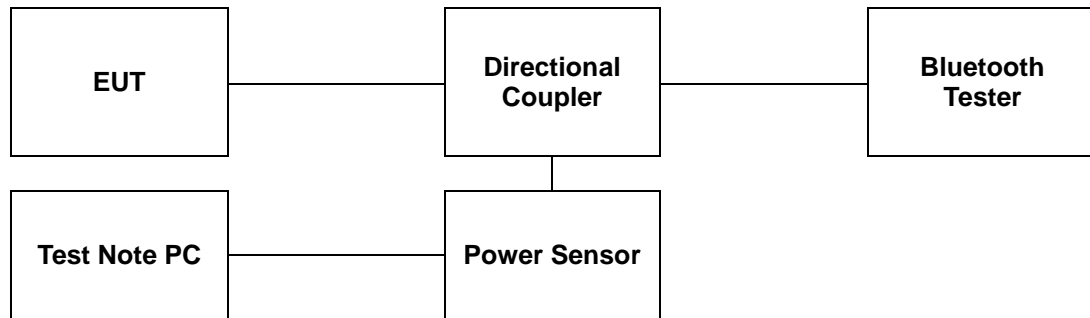 EUT
Directional
Coupler
Bluetooth
Tester
Test Note PC
Power Sensor